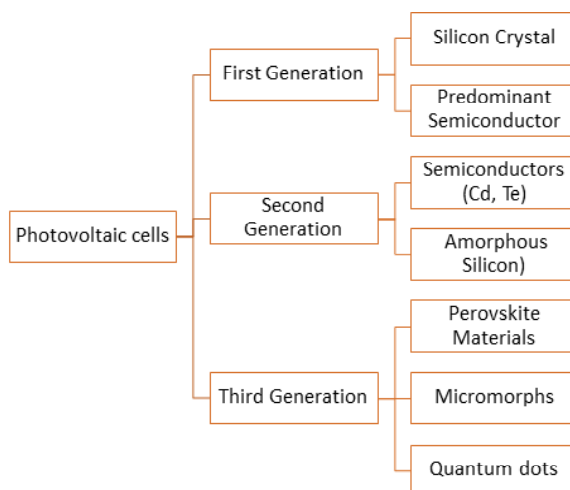 Photovoltaic cells
First Generation
Silicon Crystal
Predominant
Semiconductor
Second
Generation
Semiconductors
(Cd, Te)
Amorphous
Silicon)
Third Generation
Perovskite
Materials
Micromorphs
Quantum dots